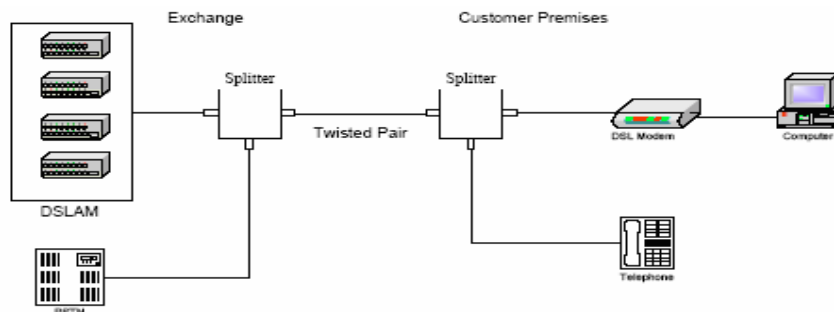 Exchange
Customer Premises
Splitter
Splitter
Twisted Pair
DSL Modem
Computer
DSLAM
Telephone